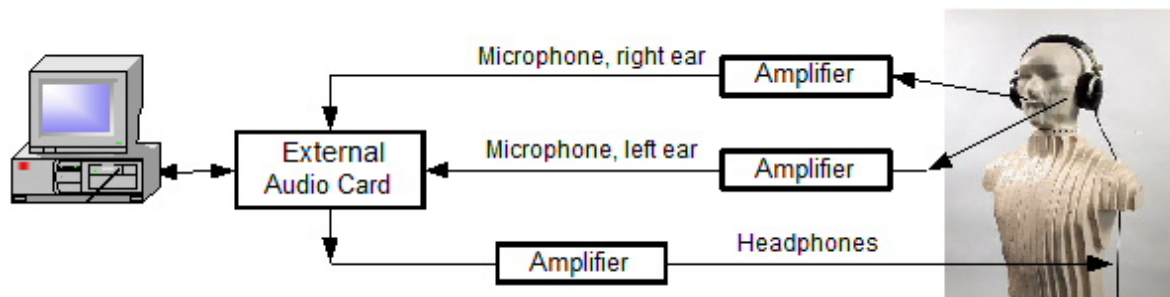 Microphone, right ear
Amplifier
External
Audio Card
Microphone, left ear
Amplifier
Headphones
Amplifier